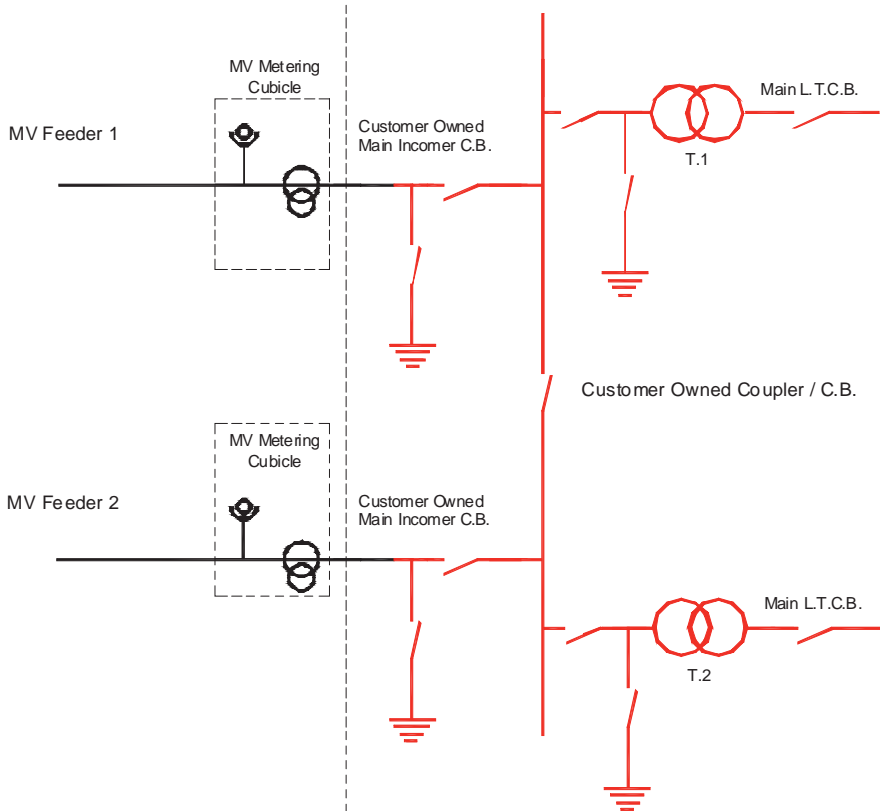 MV Metering
Cubicle
Main L.T.C.B.
MV Feeder 1
Customer Owned
Main Incomer C.B.
T.1
Customer Owned Coupler / C.B.
MV Metering
Cubicle
MV Feeder 2
Customer Owned
Main Incomer C.B.
Main L.T.C.B.
T.2